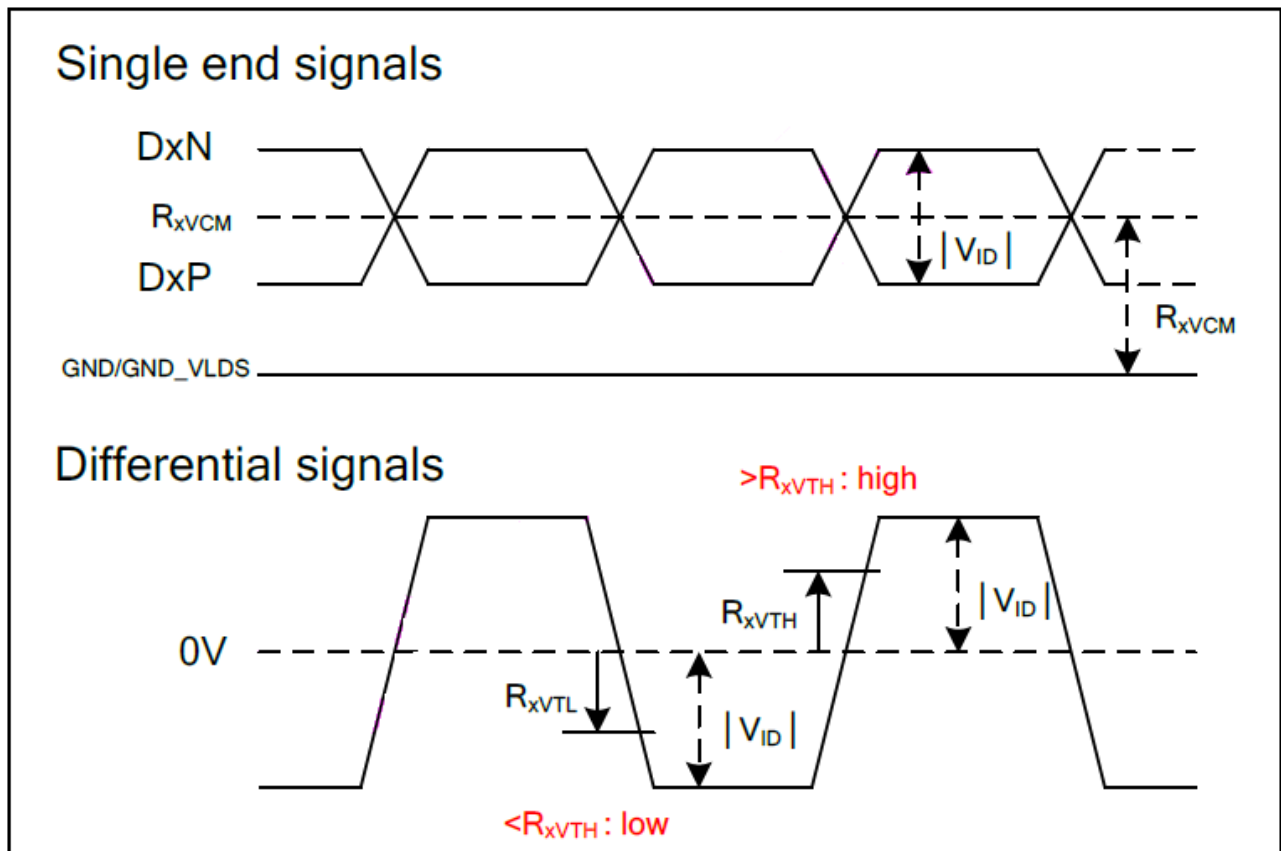 Single end signals
DxN
RxVCM
DxP
|VID|
RxVCM
GND/GND_VLDS
Differential signals
>RxVTH : high
RxVTH
|VID|
0V
RxVTL
|VID|
<RxVTH : low